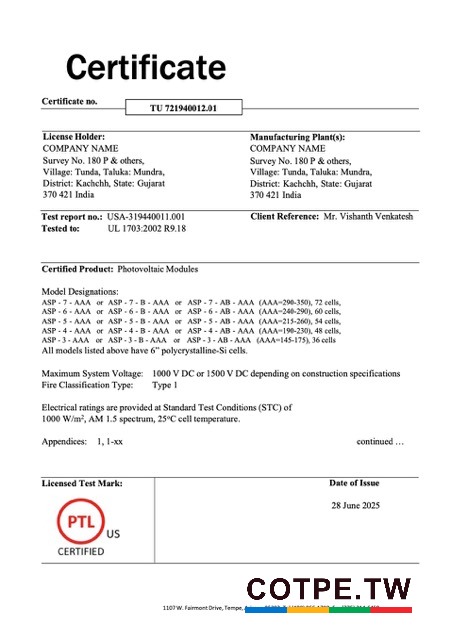 Certificate
Certificate no.
TU 721940012.01
License Holder:
COMPANY NAME
Survey No. 180 P & others,
Village: Tunda, Taluka: Mundra,
District: Kachchh, State: Gujarat
370 421 India
Manufacturing Plant(s):
COMPANY NAME
Survey No. 180 P & others,
Village: Tunda, Taluka: Mundra,
District: Kachchh, State: Gujarat
370 421 India
Test report no.: USA-319440011.001
Tested to: UL 1703:2002 R9.18
Client Reference: Mr. Vishanth Venkatesh
Certified Product: Photovoltaic Modules
Model Designations:
ASP - 7 - AAA or ASP - 7 - B - AAA or ASP - 7 - AB - AAA (AAA=290-350), 72 cells,
ASP - 6 - AAA or ASP - 6 - B - AAA or ASP - 6 - AB - AAA (AAA=240-290), 60 cells,
ASP - 5 - AAA or ASP - 5 - B - AAA or ASP - 5 - AB - AAA (AAA=215-260), 54 cells,
ASP - 4 - AAA or ASP - 4 - B - AAA or ASP - 4 - AB - AAA (AAA=190-230), 48 cells,
ASP - 3 - AAA or ASP - 3 - B - AAA or ASP - 3 - AB - AAA (AAA=145-175), 36 cells
All models listed above have 6” polycrystalline-Si cells.
Maximum System Voltage: 1000 V DC or 1500 V DC depending on construction specifications
Fire Classification Type: Type 1
Electrical ratings are provided at Standard Test Conditions (STC) of
1000 W/m², AM 1.5 spectrum, 25°C cell temperature.
Appendices: 1, 1-xx
continued …
Licensed Test Mark:
PTL
US
CERTIFIED
Date of Issue
28 June 2025
COTPE.TW
1107 W. Fairmont Drive, Tempe,